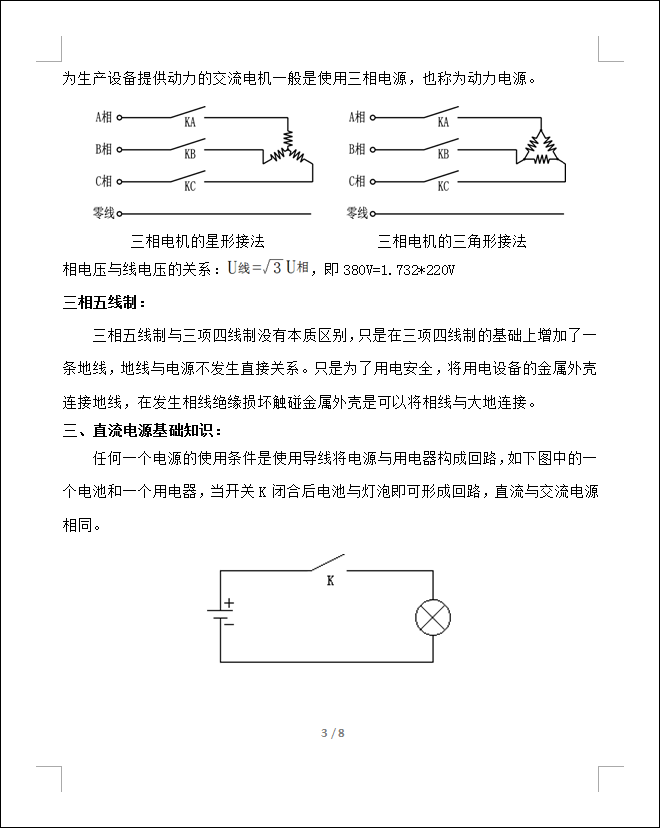 为生产设备提供动力的交流电机一般是使用三相电源，也称为动力电源。
A相 KA A相 KA
B相 KB B相 KB
C相 KC C相 KC
零线 零线
三相电机的星形接法 三相电机的三角形接法
相电压与线电压的关系：U线=√3 U相，即 380V=1.732*220V
三相五线制：
三相五线制与三项四线制没有本质区别，只是在三项四线制的基础上增加了一
条地线，地线与电源不发生直接关系。只是为了用电安全，将用电设备的金属外壳
连接地线，在发生相线绝缘损坏触碰金属外壳是可以将相线与大地连接。
三、直流电源基础知识：
任何一个电源的使用条件是使用导线将电源与用电器构成回路，如下图中的一
个电池和一个用电器，当开关 K 闭合后电池与灯泡即可形成回路，直流与交流电源
相同。
K
+
−
3 / 8